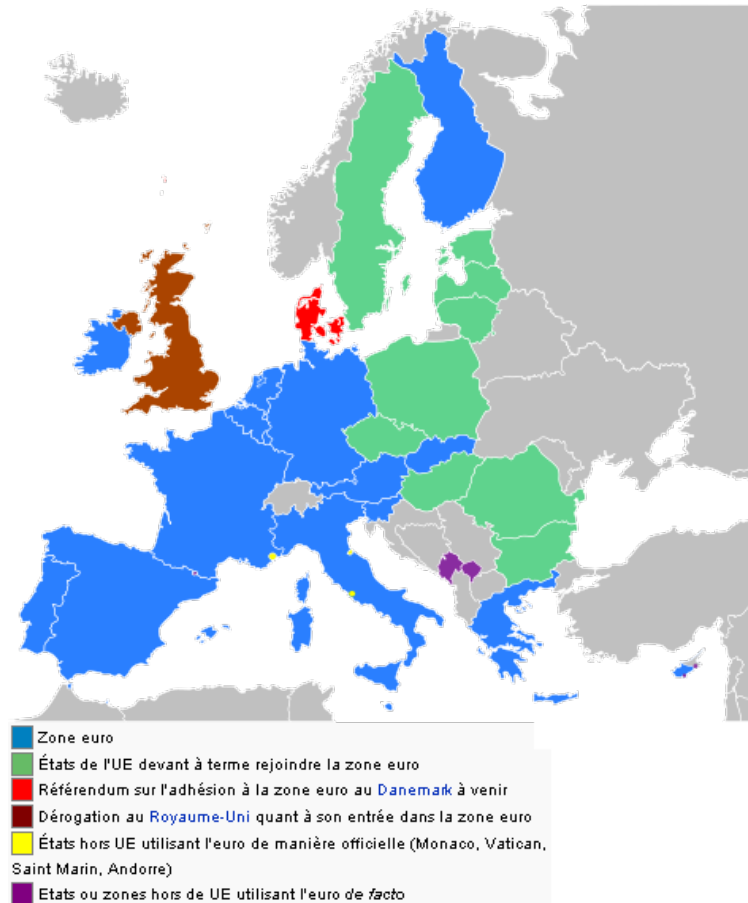 Zone euro
États de l'UE devant à terme rejoindre la zone euro
Référendum sur l'adhésion à la zone euro au Danemark à venir
Dérogation au Royaume-Uni quant à son entrée dans la zone euro
États hors UE utilisant l'euro de manière officielle (Monaco, Vatican,
Saint Marin, Andorre)
Etats ou zones hors de UE utilisant l'euro de facto